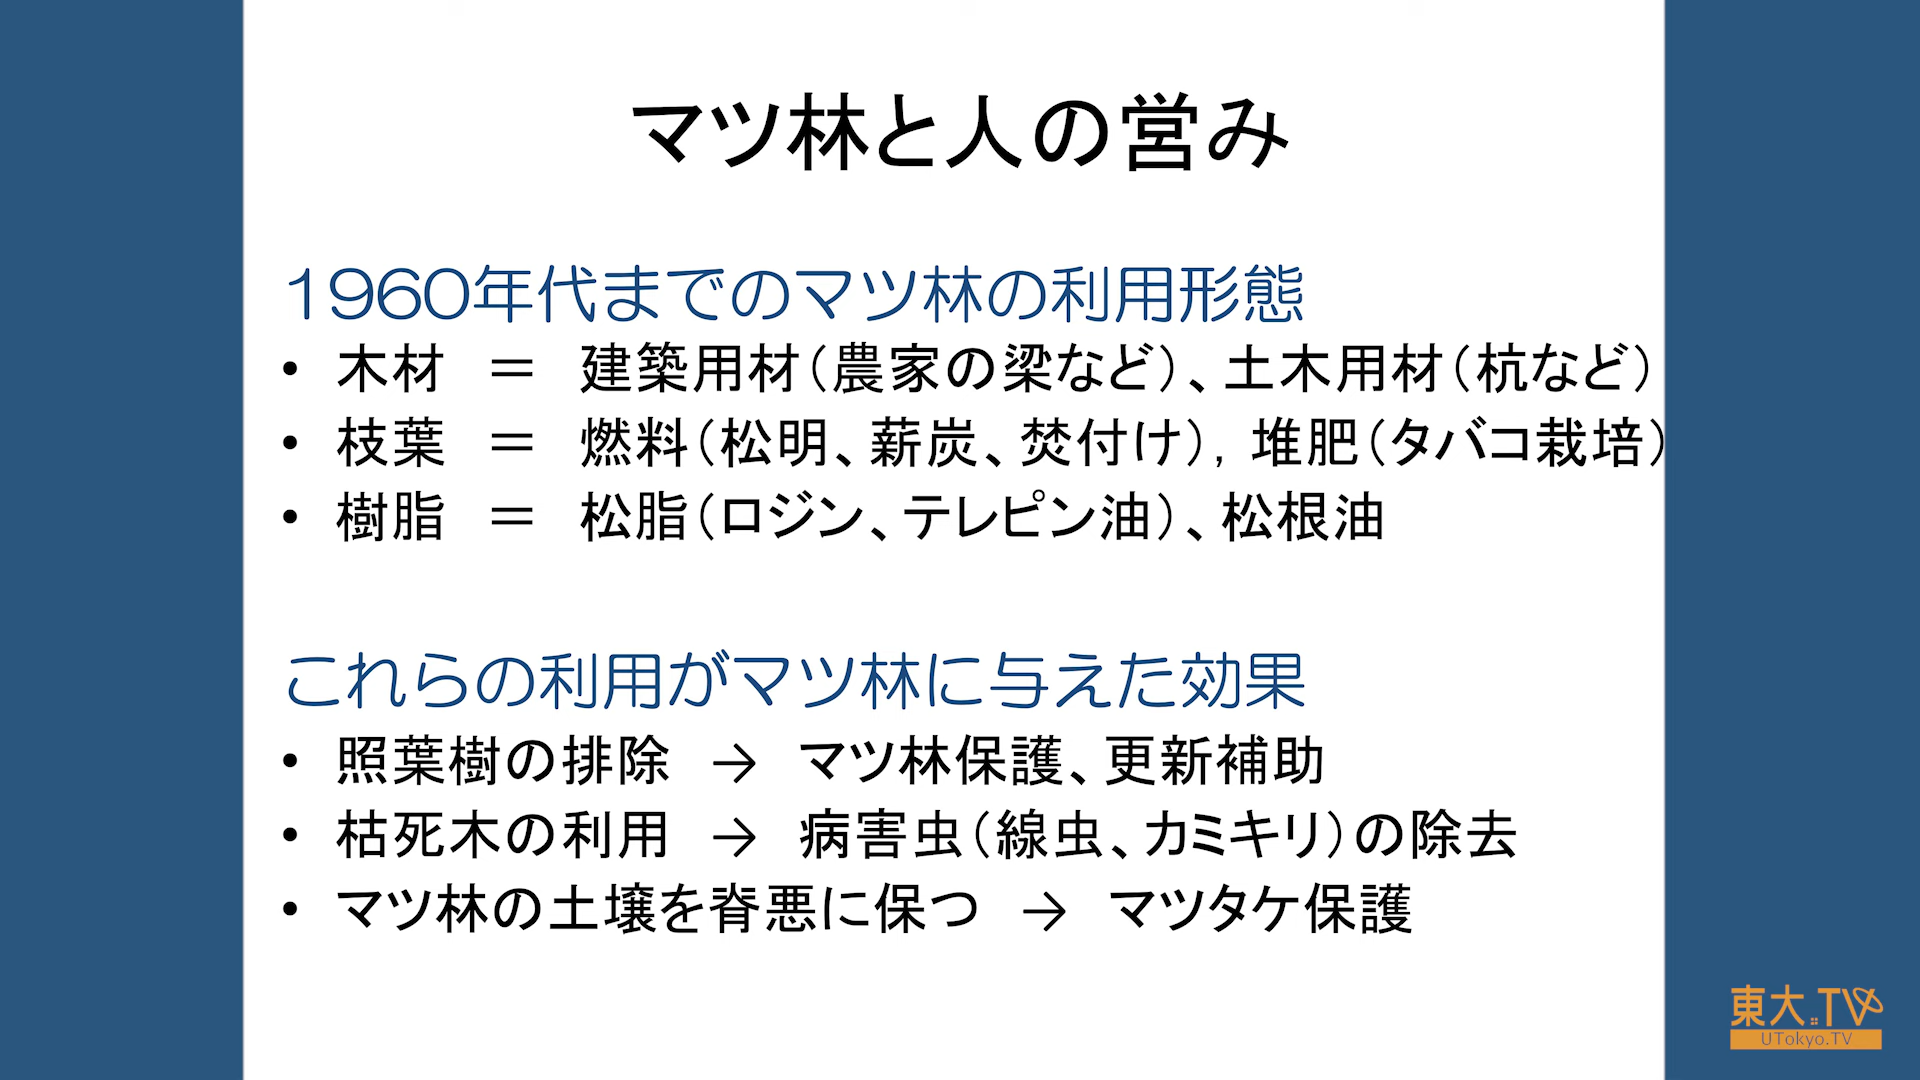 マツ林と人の営み
1960年代までのマツ林の利用形態
• 木材　＝　建築用材(農家の梁など)、土木用材(杭など)
• 枝葉　＝　燃料(松明、薪炭、焚付け), 堆肥(タバコ栽培)
• 樹脂　＝　松脂(ロジン、テレピン油)、松根油
これらの利用がマツ林に与えた効果
• 照葉樹の排除　→　マツ林保護、更新補助
• 枯死木の利用　→　病害虫(線虫、カミキリ)の除去
• マツ林の土壌を脊悪に保つ　→　マツタケ保護
東大.TV
UTokyo.TV